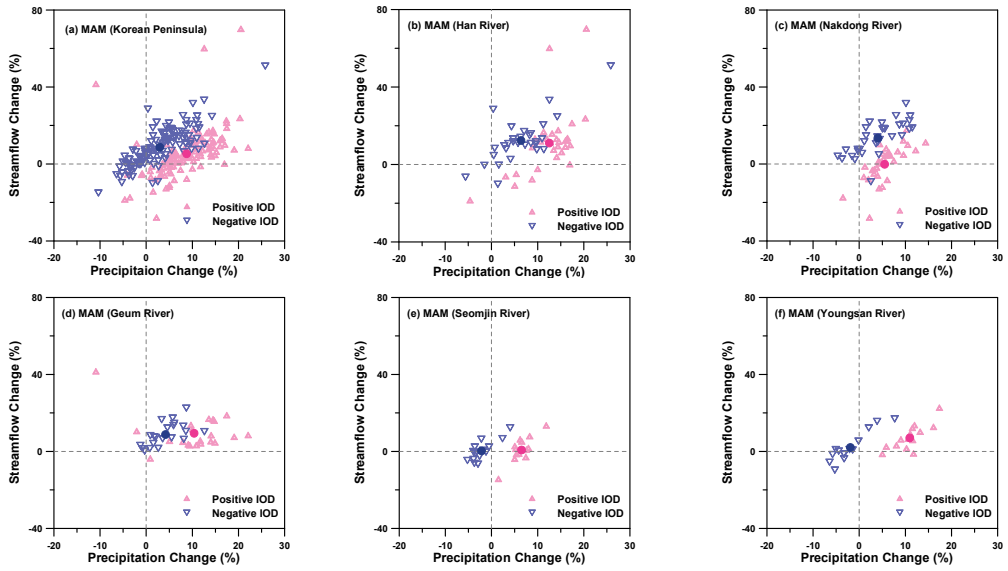 80
(a) MAM (Korean Peninsula)
40
Streamflow Change (%)
0
Positive IOD
Negative IOD
-40
-20 -10 0 10 20 30
Precipitaion Change (%)
80
(b) MAM (Han River)
40
Streamflow Change (%)
0
Positive IOD
Negative IOD
-40
-20 -10 0 10 20 30
Precipitation Change (%)
80
(c) MAM (Nakdong River)
40
Streamflow Change (%)
0
Positive IOD
Negative IOD
-40
-20 -10 0 10 20 30
Precipitation Change (%)
80
(d) MAM (Geum River)
40
Streamflow Change (%)
0
Positive IOD
Negative IOD
-40
-20 -10 0 10 20 30
Precipitation Change (%)
80
(e) MAM (Seomjin River)
40
Streamflow Change (%)
0
Positive IOD
Negative IOD
-40
-20 -10 0 10 20 30
Precipitation Change (%)
80
(f) MAM (Youngsan River)
40
Streamflow Change (%)
0
Positive IOD
Negative IOD
-40
-20 -10 0 10 20 30
Precipitation Change (%)